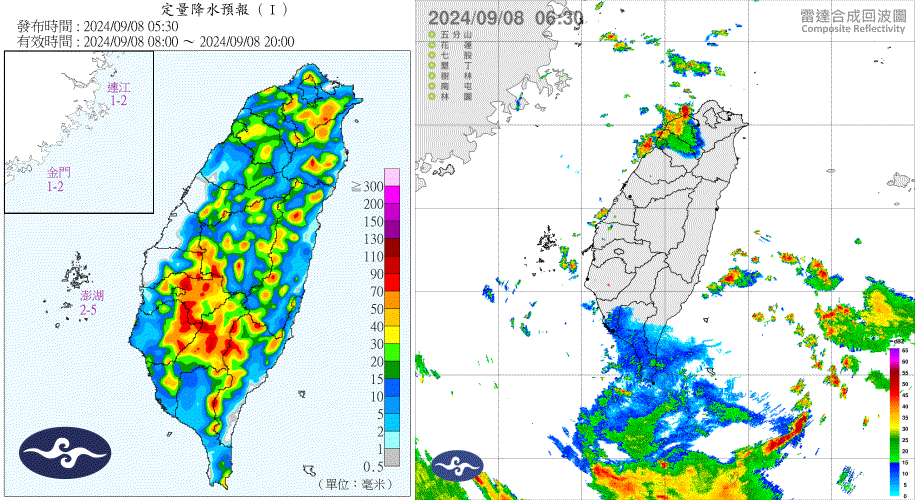 定量降水預報 ( I )
發布時間 : 2024/09/08 05:30
有效時間 : 2024/09/08 08:00 ～ 2024/09/08 20:00
連江
1-2
金門
1-2
澎湖
2-5
≧ 300
200
150
130
110
90
70
50
40
30
20
15
10
5
2
1
0.5
(單位：毫米)
2024/09/08 06:30
五分山
花蓮
七股
墾丁
樹林
南屯
林園
雷達合成回波圖
Composite Reflectivity
dBZ
65
60
55
50
45
40
35
30
25
20
15
10
5
0